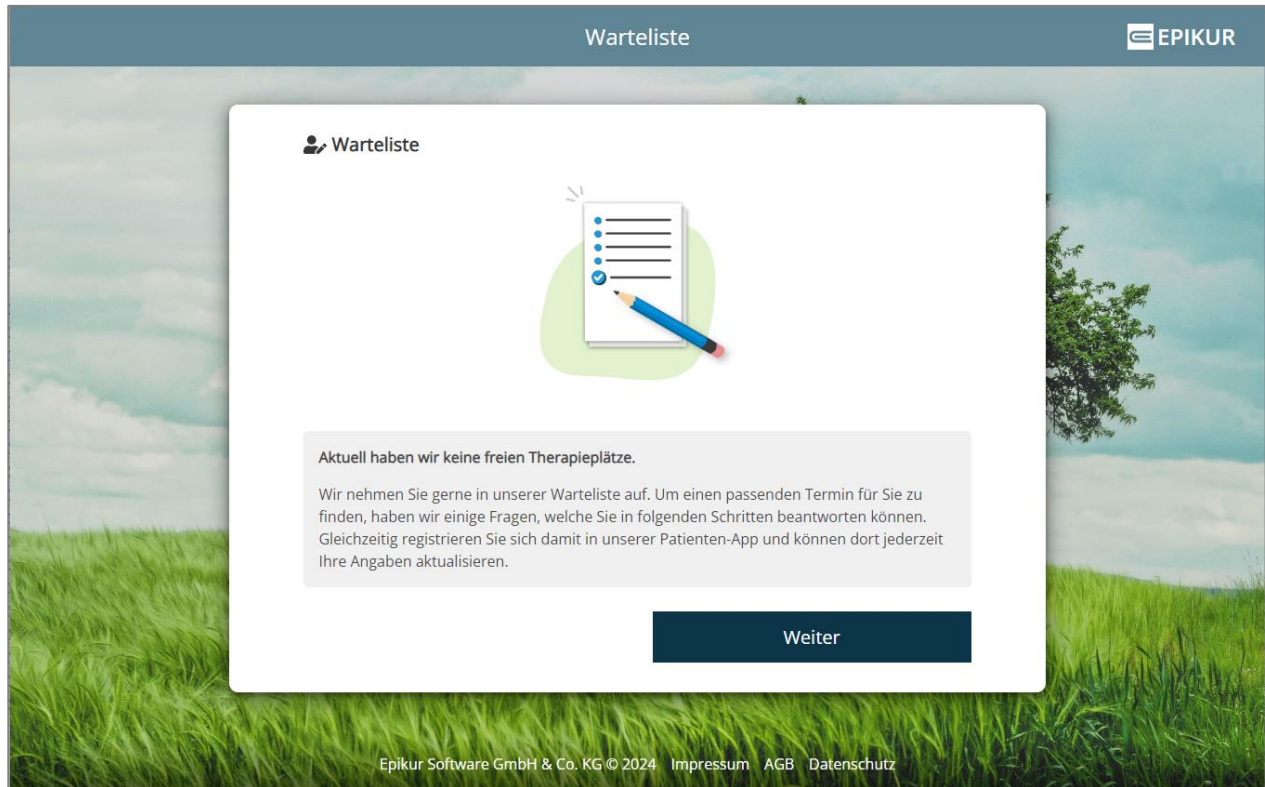 Warteliste
EPIKUR
Warteliste
Aktuell haben wir keine freien Therapieplätze.
Wir nehmen Sie gerne in unserer Warteliste auf. Um einen passenden Termin für Sie zu
finden, haben wir einige Fragen, welche Sie in folgenden Schritten beantworten können.
Gleichzeitig registrieren Sie sich damit in unserer Patienten-App und können dort jederzeit
Ihre Angaben aktualisieren.
Weiter
Epikur Software GmbH & Co. KG © 2024 Impressum AGB Datenschutz